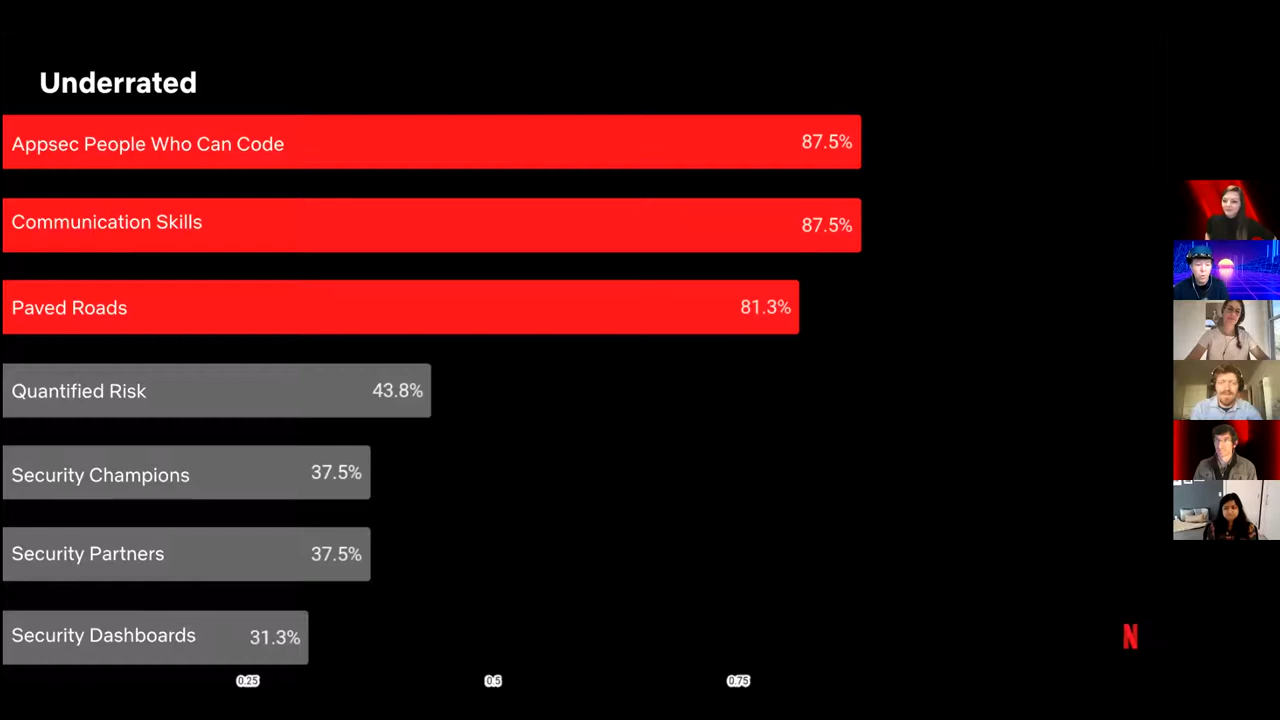 Underrated
Appsec People Who Can Code 87.5%
Communication Skills 87.5%
Paved Roads 81.3%
Quantified Risk 43.8%
Security Champions 37.5%
Security Partners 37.5%
Security Dashboards 31.3%
N
0.25 0.5 0.75